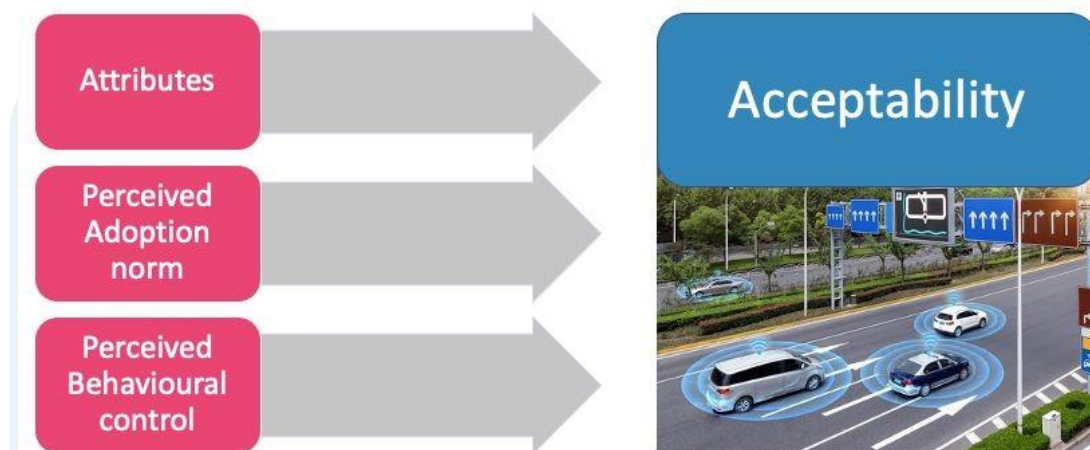 Attributes
Perceived
Adoption
norm
Perceived
Behavioural
control
Acceptability